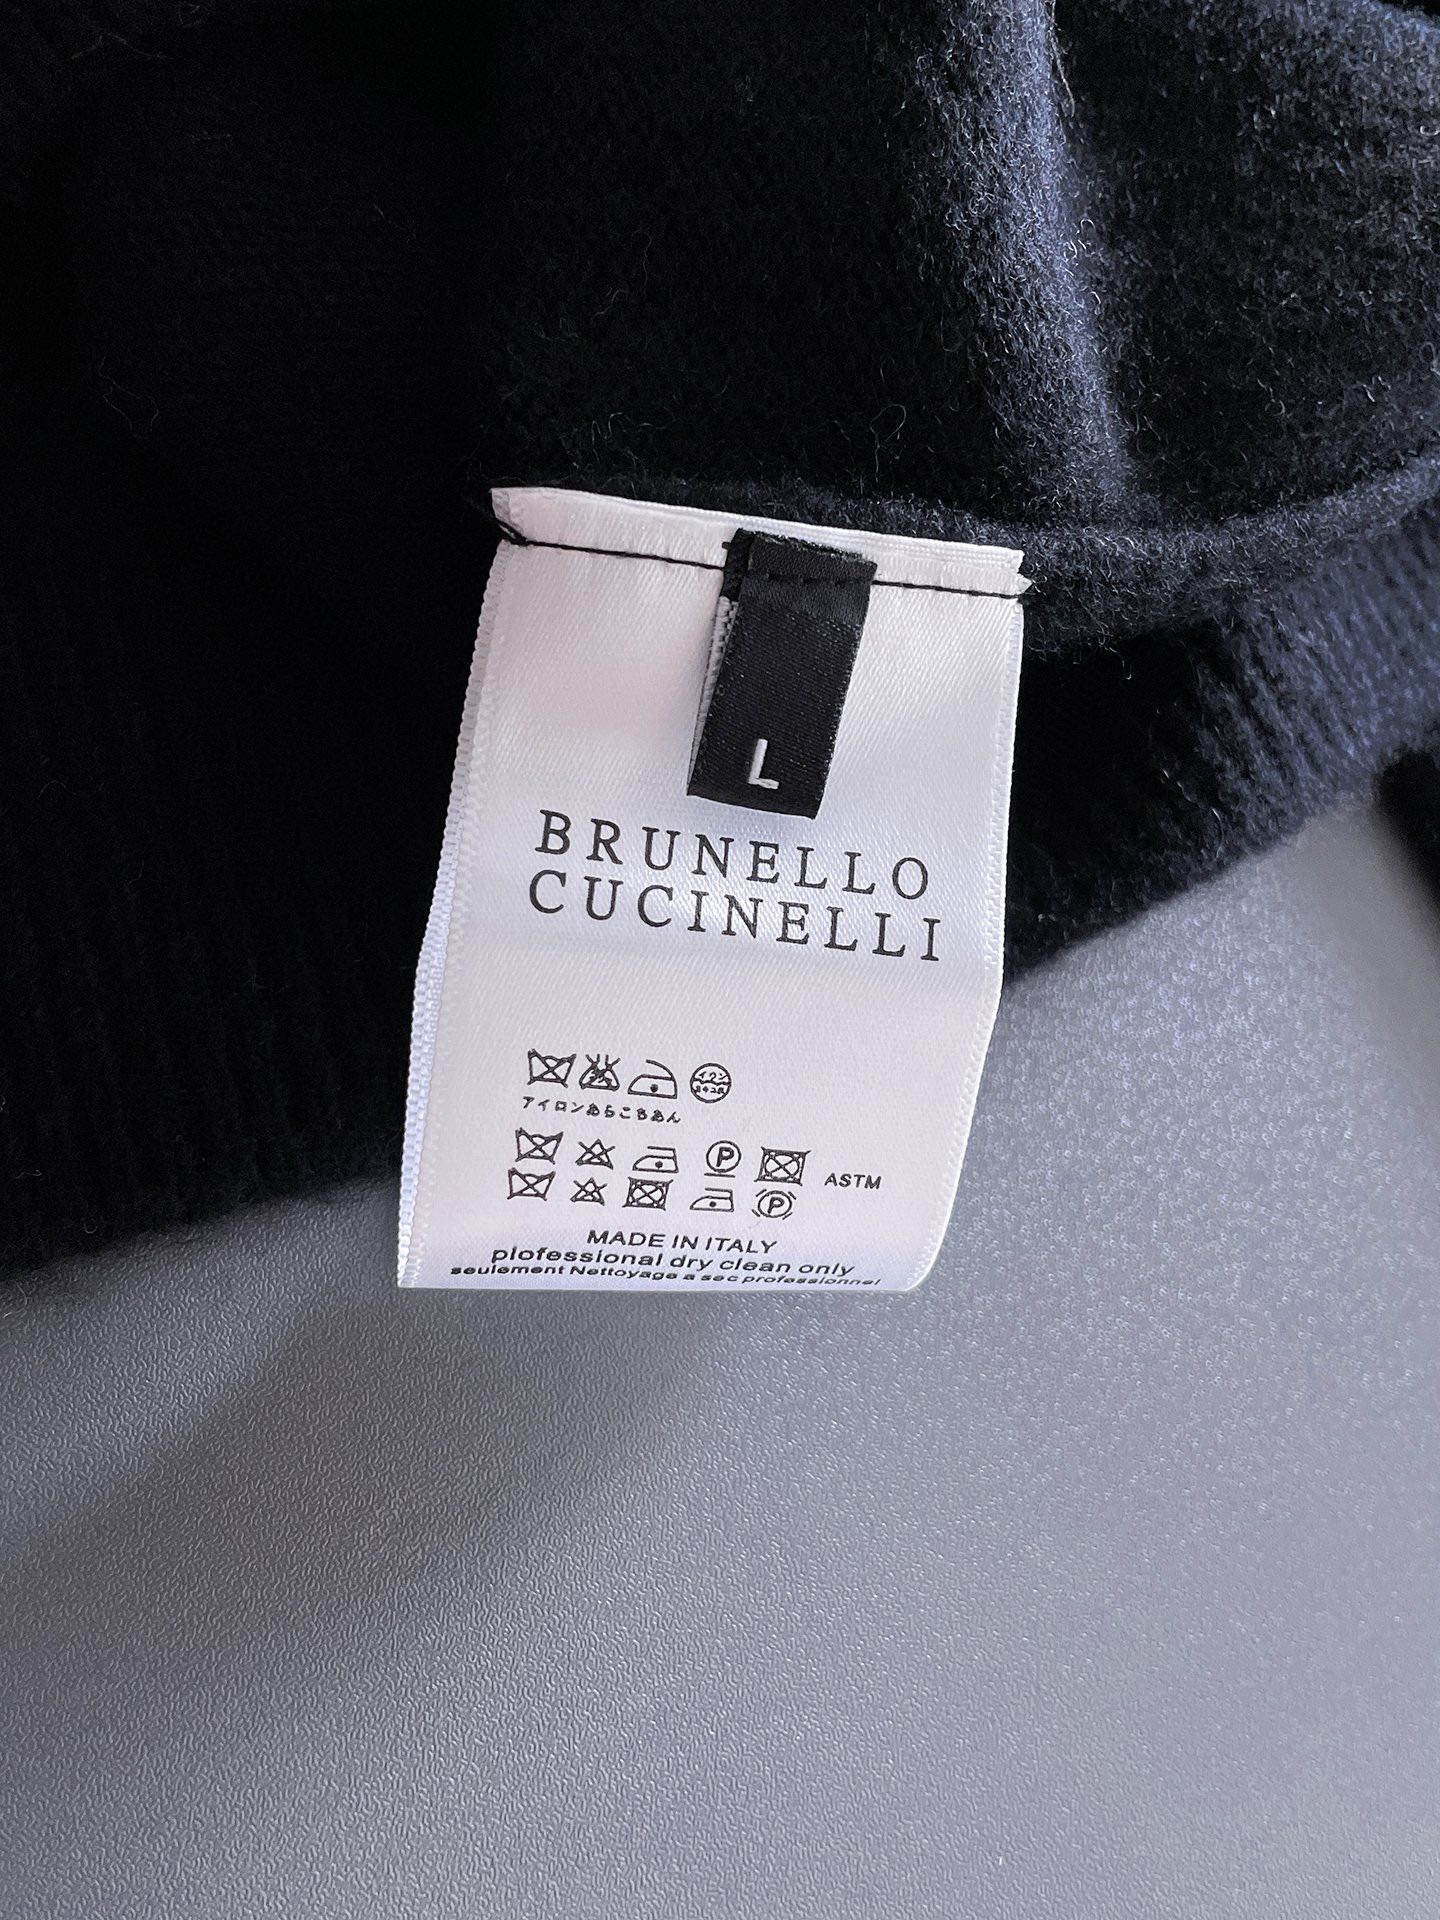 L
BRUNELLO
CUCINELLI
アイロンあらこちあん
P
ASTM
P
MADE IN ITALY
plofessional dry clean only
seulement Nettoyage a sec professionnel